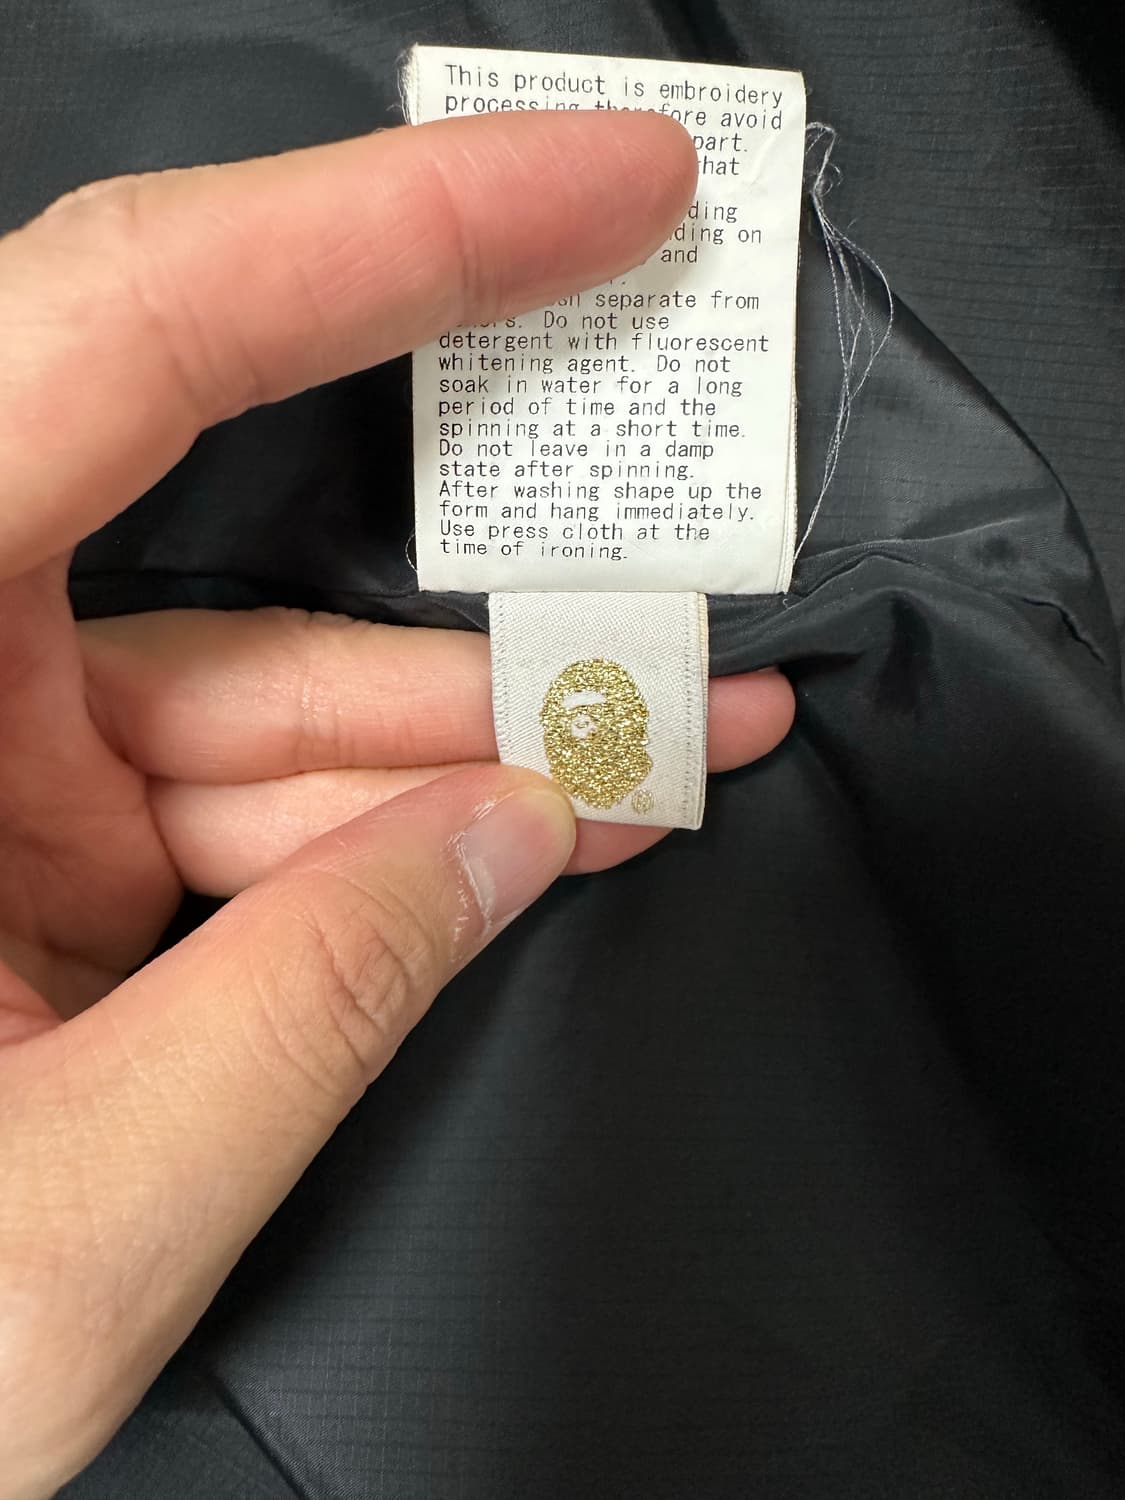 This product is embroidery
processing therefore avoid
part.
on
and
separate from
Do not use
detergent with fluorescent
whitening agent. Do not
soak in water for a long
period of time and the
spinning at a short time.
Do not leave in a damp
state after spinning.
After washing shape up the
form and hang immediately.
Use press cloth at the
time of ironing.
®